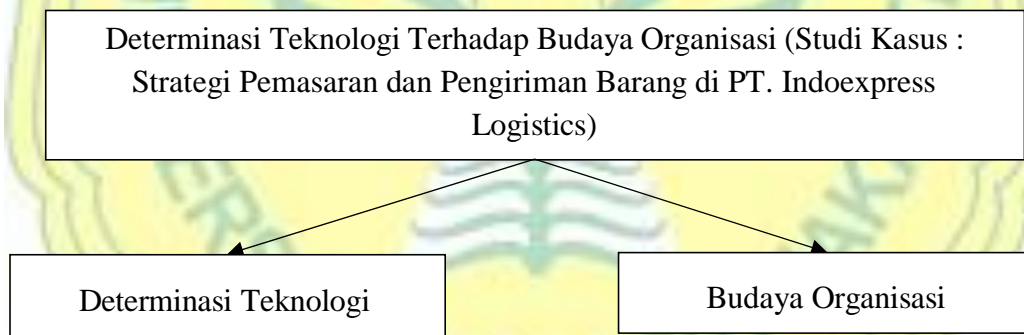 Determinasi Teknologi Terhadap Budaya Organisasi (Studi Kasus :
Strategi Pemasaran dan Pengiriman Barang di PT. Indoexpress
Logistics)
Determinasi Teknologi
Budaya Organisasi